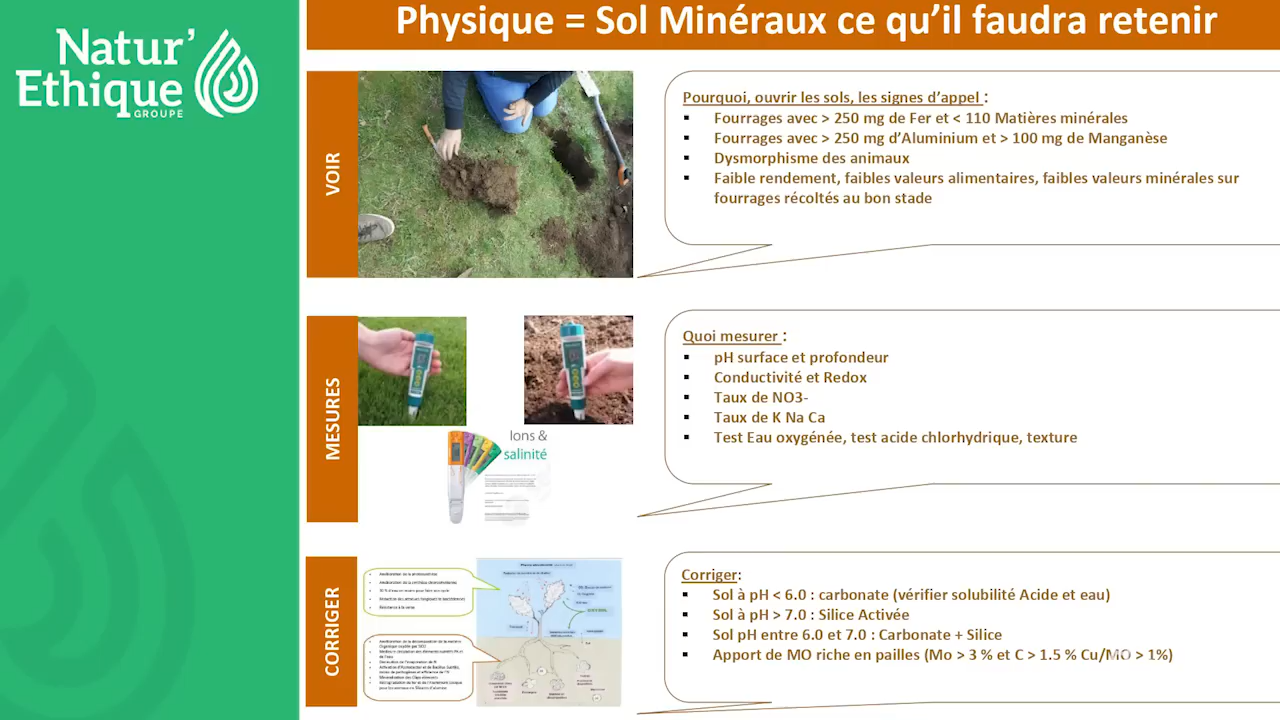 Natur'
Ethique
GROUPE
Physique = Sol Minéraux ce qu'il faudra retenir
VOIR
Pourquoi, ouvrir les sols, les signes d'appel :
▪ Fourrages avec > 250 mg de Fer et < 110 Matières minérales
▪ Fourrages avec > 250 mg d'Aluminium et > 100 mg de Manganèse
▪ Dysmorphisme des animaux
▪ Faible rendement, faibles valeurs alimentaires, faibles valeurs minérales sur
fourrages récoltés au bon stade
MESURES
Ions &
salinité
Quoi mesurer :
▪ pH surface et profondeur
▪ Conductivité et Redox
▪ Taux de NO3-
▪ Taux de K Na Ca
▪ Test Eau oxygénée, test acide chlorhydrique, texture
CORRIGER
Corriger:
▪ Sol à pH < 6.0 : carbonate (vérifier solubilité Acide et eau)
▪ Sol à pH > 7.0 : Silice Activée
▪ Sol pH entre 6.0 et 7.0 : Carbonate + Silice
▪ Apport de MO riche en pailles (Mo > 3 % et C > 1.5 % Cu/MO > 1%)